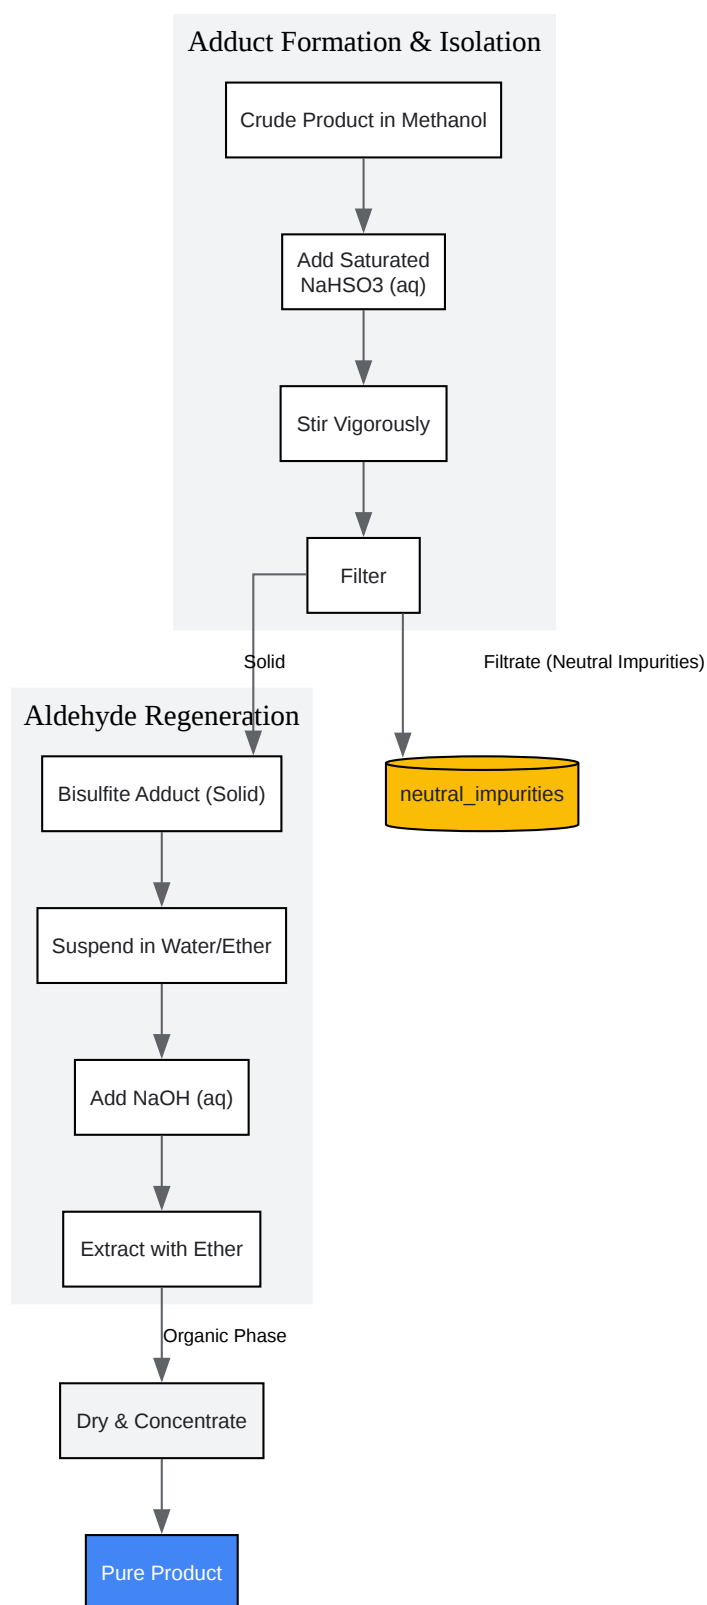 Adduct Formation & Isolation
Crude Product in Methanol
Add Saturated
NaHSO3 (aq)
Stir Vigorously
Filter
Solid
Filtrate (Neutral Impurities)
Aldehyde Regeneration
Bisulfite Adduct (Solid)
neutral_impurities
Suspend in Water/Ether
Add NaOH (aq)
Extract with Ether
Organic Phase
Dry & Concentrate
Pure Product